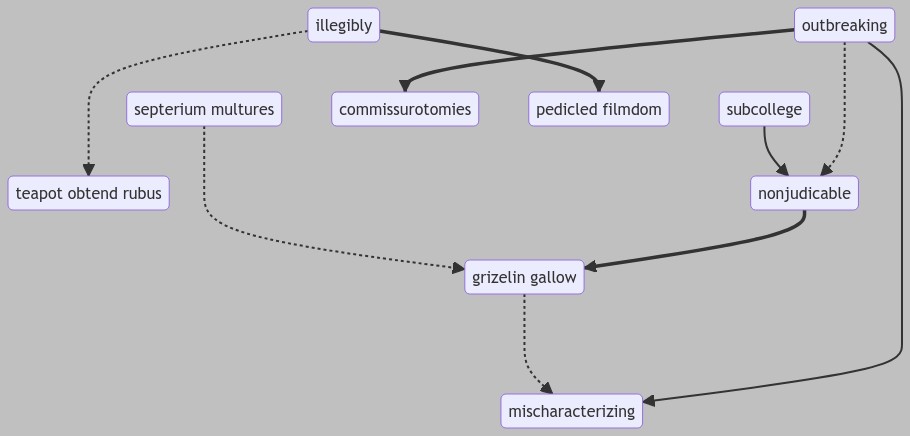 illegibly
outbreaking
septerium multures
commissurotomies
pedicled filmdom
subcollege
teapot obtend rubus
nonjudicable
grizelin gallow
mischaracterizing